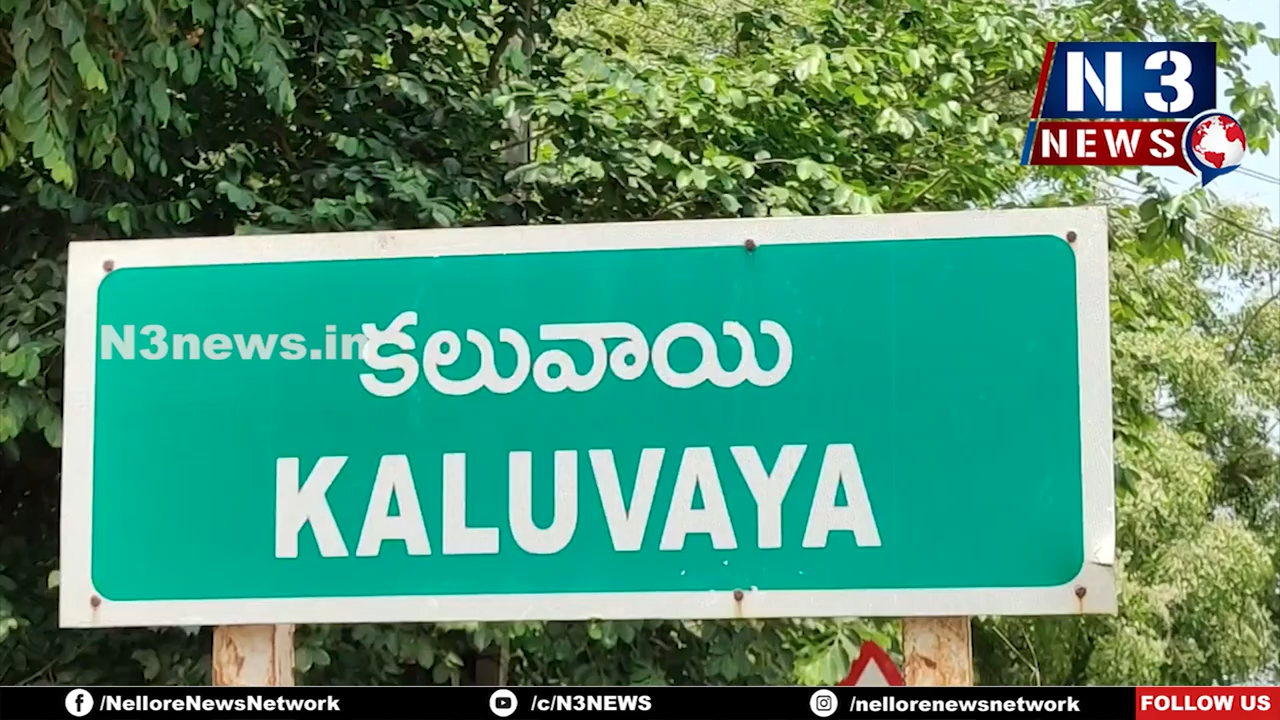 N3
NEWS
N3news.in
కలువాయి
KALUVAYA
/NelloreNewsNetwork
/c/N3NEWS
/nellorenewsnetwork
FOLLOW US